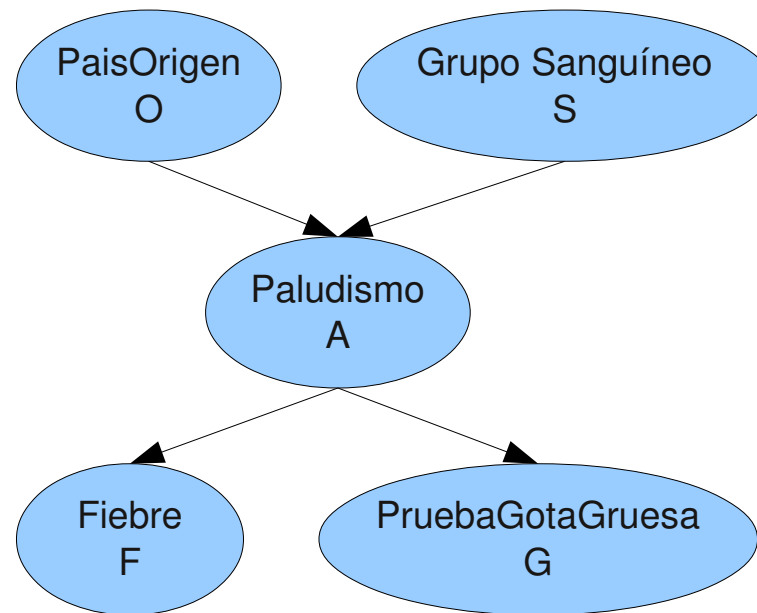 PaisOrigen
O
Grupo Sanguíneo
S
Paludismo
A
Fiebre
F
PruebaGotaGruesa
G